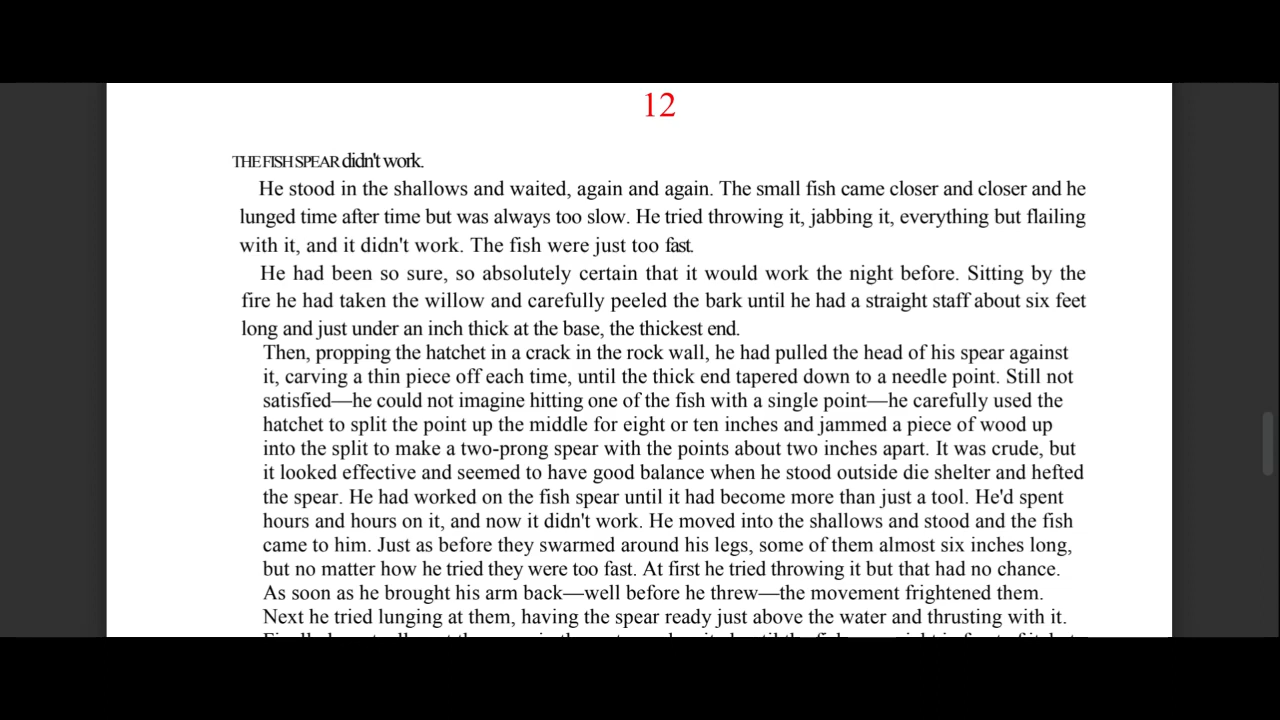 12
THE FISH SPEAR didn't work.
He stood in the shallows and waited, again and again. The small fish came closer and closer and he
lunged time after time but was always too slow. He tried throwing it, jabbing it, everything but flailing
with it, and it didn't work. The fish were just too fast.
He had been so sure, so absolutely certain that it would work the night before. Sitting by the
fire he had taken the willow and carefully peeled the bark until he had a straight staff about six feet
long and just under an inch thick at the base, the thickest end.
Then, propping the hatchet in a crack in the rock wall, he had pulled the head of his spear against
it, carving a thin piece off each time, until the thick end tapered down to a needle point. Still not
satisfied—he could not imagine hitting one of the fish with a single point—he carefully used the
hatchet to split the point up the middle for eight or ten inches and jammed a piece of wood up
into the split to make a two-prong spear with the points about two inches apart. It was crude, but
it looked effective and seemed to have good balance when he stood outside die shelter and hefted
the spear. He had worked on the fish spear until it had become more than just a tool. He'd spent
hours and hours on it, and now it didn't work. He moved into the shallows and stood and the fish
came to him. Just as before they swarmed around his legs, some of them almost six inches long,
but no matter how he tried they were too fast. At first he tried throwing it but that had no chance.
As soon as he brought his arm back—well before he threw—the movement frightened them.
Next he tried lunging at them, having the spear ready just above the water and thrusting with it.